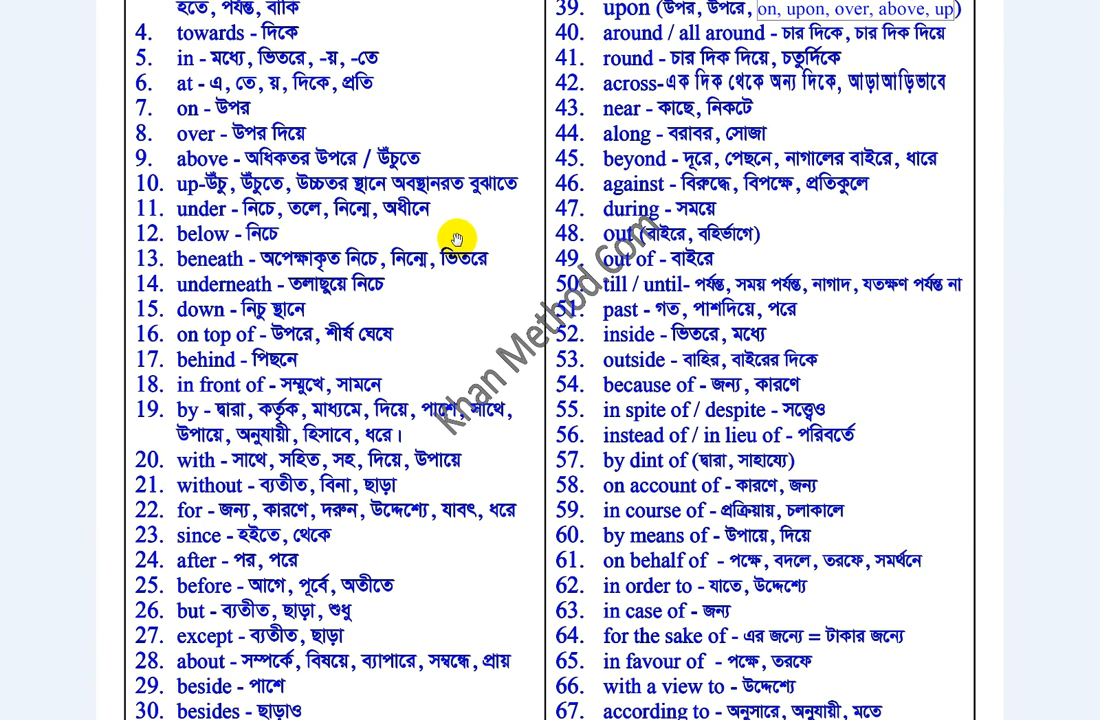 হতে, পর্যন্ত, বাকি
4. towards - দিকে
5. in - মধ্যে, ভিতরে, -য়, -তে
6. at - এ, তে, য়, দিকে, প্রতি
7. on - উপর
8. over - উপর দিয়ে
9. above - অধিকতর উপরে / উঁচুতে
10. up-উঁচু, উঁচুতে, উচ্চতর স্থানে অবস্থানরত বুঝাতে
11. under - নিচে, তলে, নিম্নে, অধীনে
12. below - নিচে
13. beneath - অপেক্ষাকৃত নিচে, নিম্নে, ভিতরে
14. underneath - তলাছুয়ে নিচে
15. down - নিচু স্থানে
16. on top of - উপরে, শীর্ষ ঘেষে
17. behind - পিছনে
18. in front of - সম্মুখে, সামনে
19. by - দ্বারা, কর্তৃক, মাধ্যমে, দিয়ে, পাশে, সাথে,
উপায়ে, অনুযায়ী, হিসাবে, ধরে।
20. with - সাথে, সহিত, সহ, দিয়ে, উপায়ে
21. without - ব্যতীত, বিনা, ছাড়া
22. for - জন্য, কারণে, দরুন, উদ্দেশ্যে, যাবৎ, ধরে
23. since - হইতে, থেকে
24. after - পর, পরে
25. before - আগে, পূর্বে, অতীতে
26. but - ব্যতীত, ছাড়া, শুধু
27. except - ব্যতীত, ছাড়া
28. about - সম্পর্কে, বিষয়ে, ব্যাপারে, সম্বন্ধে, প্রায়
29. beside - পাশে
30. besides - ছাড়াও
39. upon (উপর, উপরে, on, upon, over, above, up)
40. around / all around - চার দিকে, চার দিক দিয়ে
41. round - চার দিক দিয়ে, চতুর্দিকে
42. across-এক দিক থেকে অন্য দিকে, আড়াআড়িভাবে
43. near - কাছে, নিকটে
44. along - বরাবর, সোজা
45. beyond - দূরে, পেছনে, নাগালের বাইরে, ধারে
46. against - বিরুদ্ধে, বিপক্ষে, প্রতিকুলে
47. during - সময়ে
48. out (বাইরে, বহির্ভাগে)
49. out of - বাইরে
50. till / until- পর্যন্ত, সময় পর্যন্ত, নাগাদ, যতক্ষণ পর্যন্ত না
51. past - গত, পাশদিয়ে, পরে
52. inside - ভিতরে, মধ্যে
53. outside - বাহির, বাইরের দিকে
54. because of - জন্য, কারণে
55. in spite of / despite - সত্ত্বেও
56. instead of / in lieu of - পরিবর্তে
57. by dint of (দ্বারা, সাহায্যে)
58. on account of - কারণে, জন্য
59. in course of - প্রক্রিয়ায়, চলাকালে
60. by means of - উপায়ে, দিয়ে
61. on behalf of - পক্ষে, বদলে, তরফে, সমর্থনে
62. in order to - যাতে, উদ্দেশ্যে
63. in case of - জন্য
64. for the sake of - এর জন্যে = টাকার জন্যে
65. in favour of - পক্ষে, তরফে
66. with a view to - উদ্দেশ্যে
67. according to - অনুসারে, অনুযায়ী, মতে
Khan Method.Com